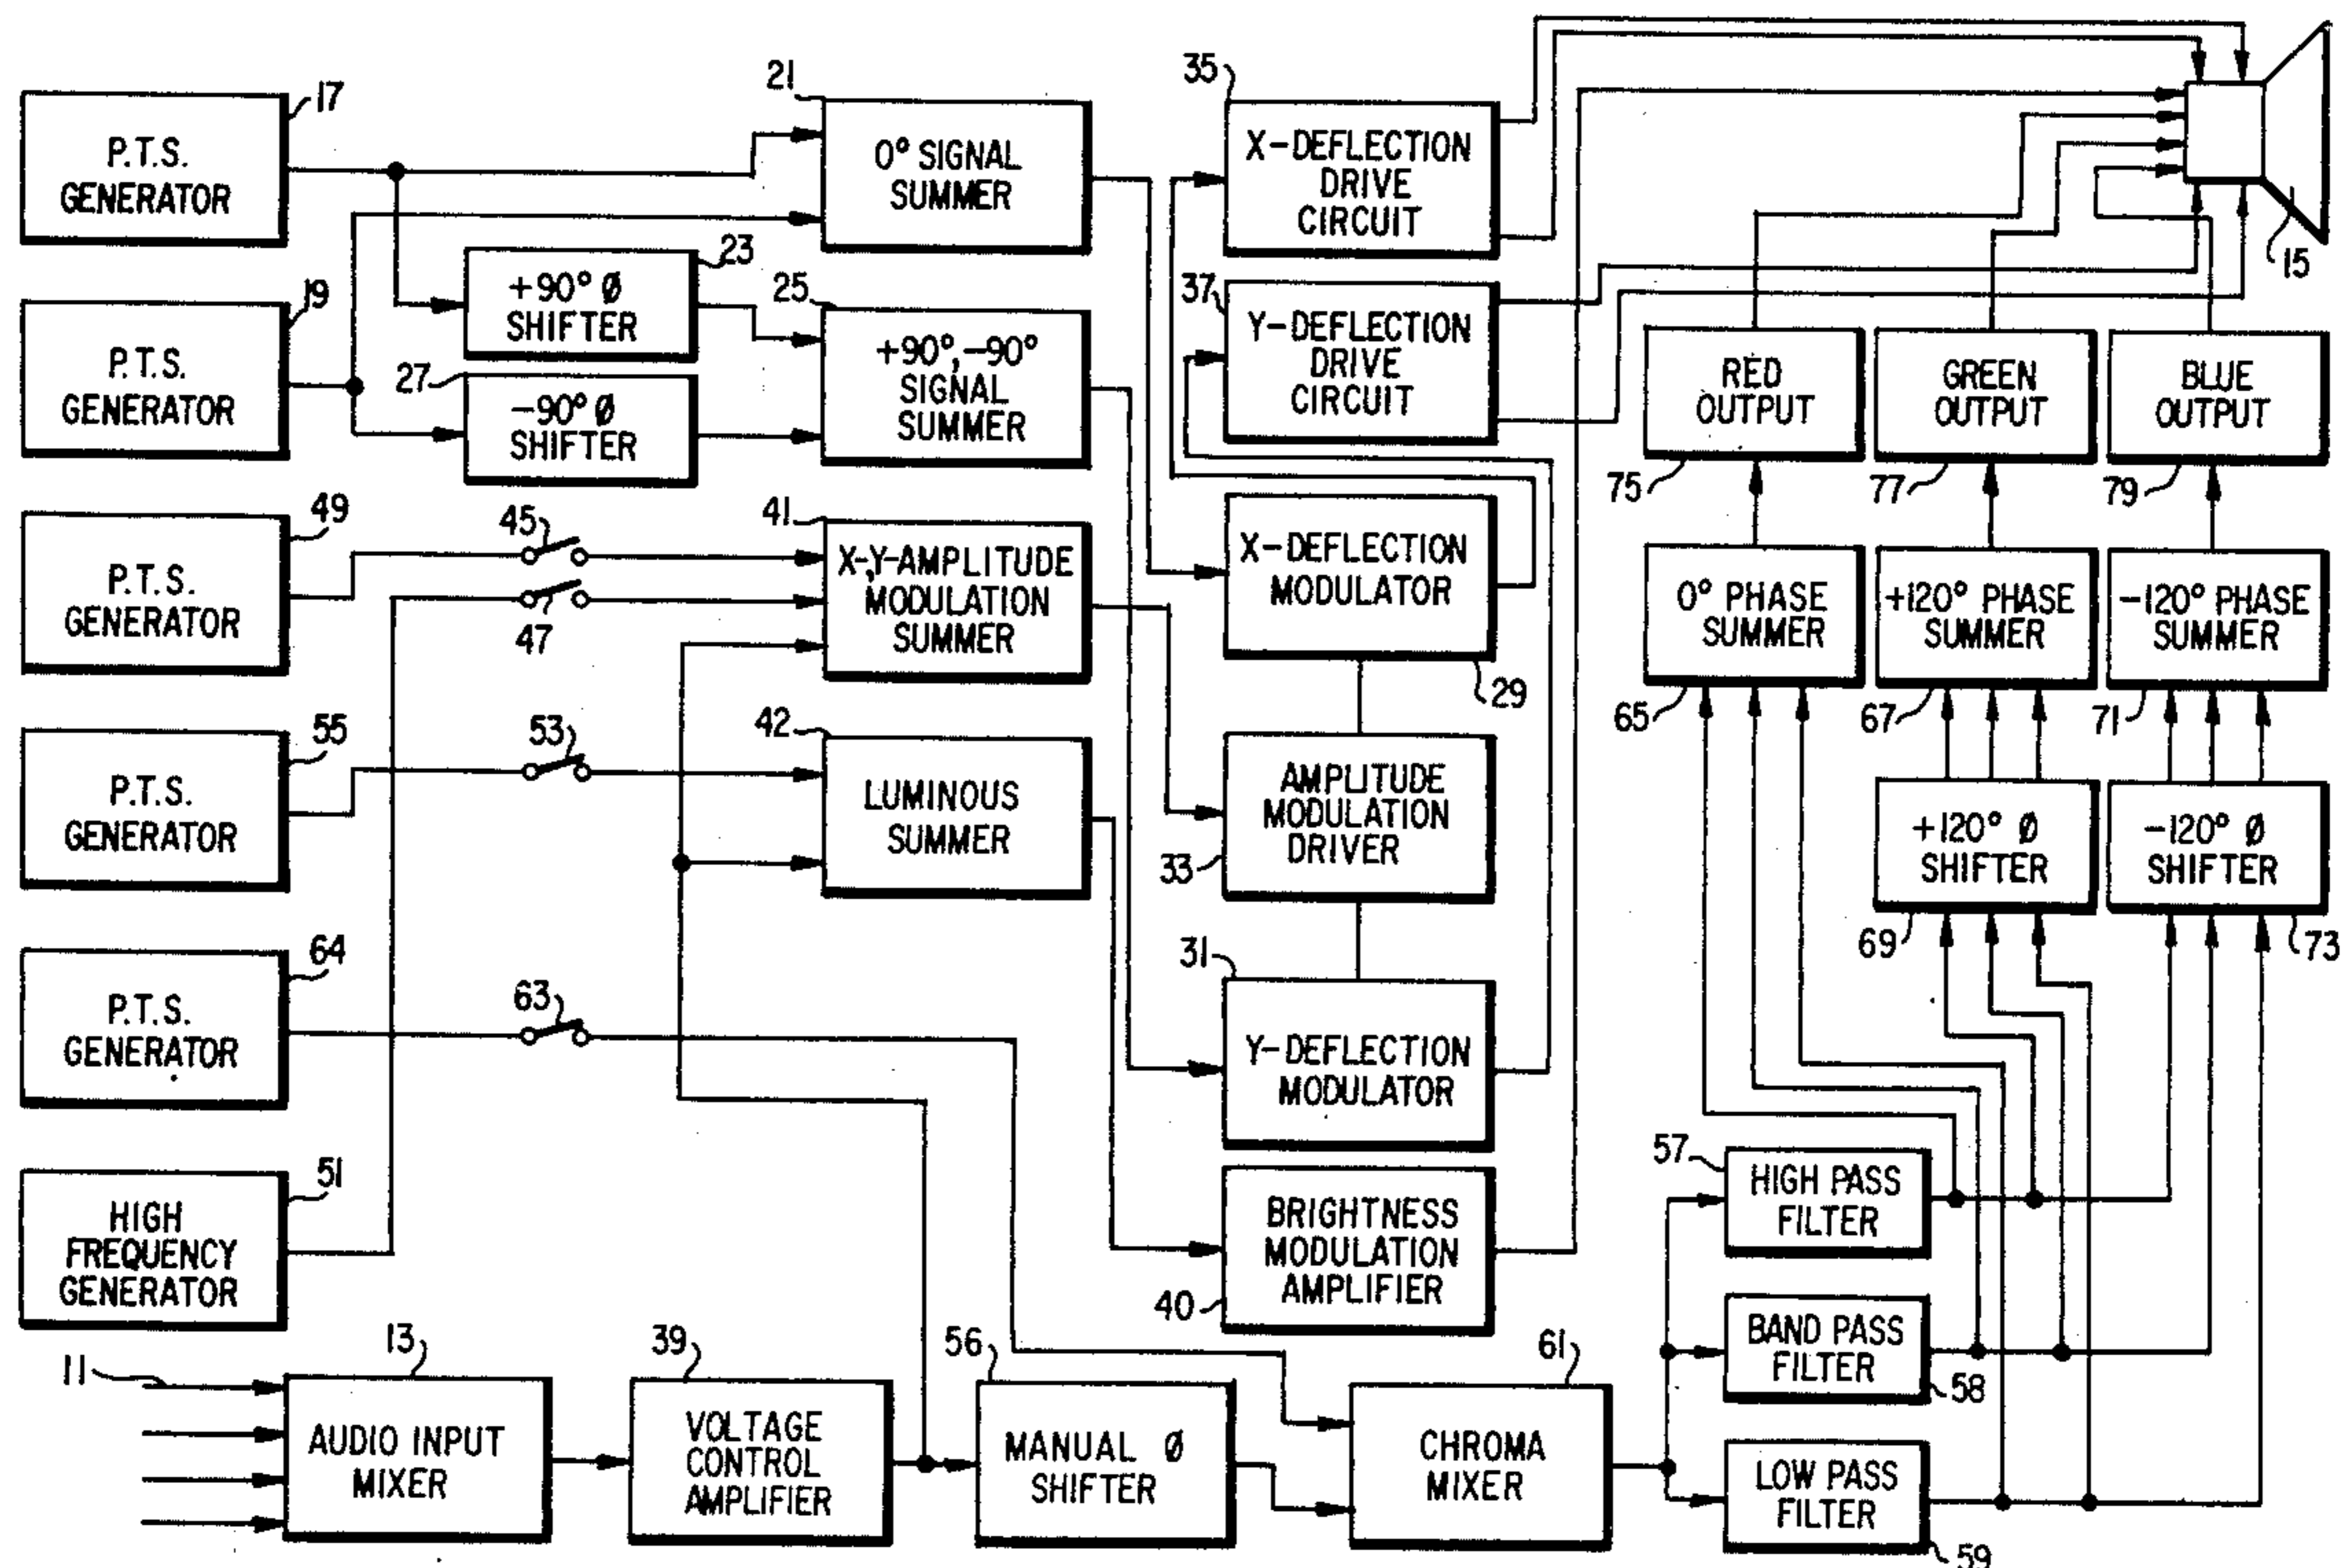 17
P.T.S.
GENERATOR
21
0° SIGNAL
SUMMER
35
X-DEFLECTION
DRIVE
CIRCUIT
15
19
P.T.S.
GENERATOR
23
+90° Ø
SHIFTER
27
-90° Ø
SHIFTER
25
+90°, -90°
SIGNAL
SUMMER
37
Y-DEFLECTION
DRIVE
CIRCUIT
RED
OUTPUT
75
GREEN
OUTPUT
77
BLUE
OUTPUT
79
49
P.T.S.
GENERATOR
45
47
41
X-,Y-AMPLITUDE
MODULATION
SUMMER
X-DEFLECTION
MODULATOR
29
0° PHASE
SUMMER
65
+120° PHASE
SUMMER
67
-120° PHASE
SUMMER
71
55
P.T.S.
GENERATOR
53
42
LUMINOUS
SUMMER
AMPLITUDE
MODULATION
DRIVER
33
+120° Ø
SHIFTER
69
-120° Ø
SHIFTER
73
64
P.T.S.
GENERATOR
63
31
Y-DEFLECTION
MODULATOR
51
HIGH
FREQUENCY
GENERATOR
BRIGHTNESS
MODULATION
AMPLIFIER
40
57
HIGH PASS
FILTER
BAND PASS
FILTER
58
LOW PASS
FILTER
59
11
13
AUDIO INPUT
MIXER
39
VOLTAGE
CONTROL
AMPLIFIER
56
MANUAL Ø
SHIFTER
61
CHROMA
MIXER